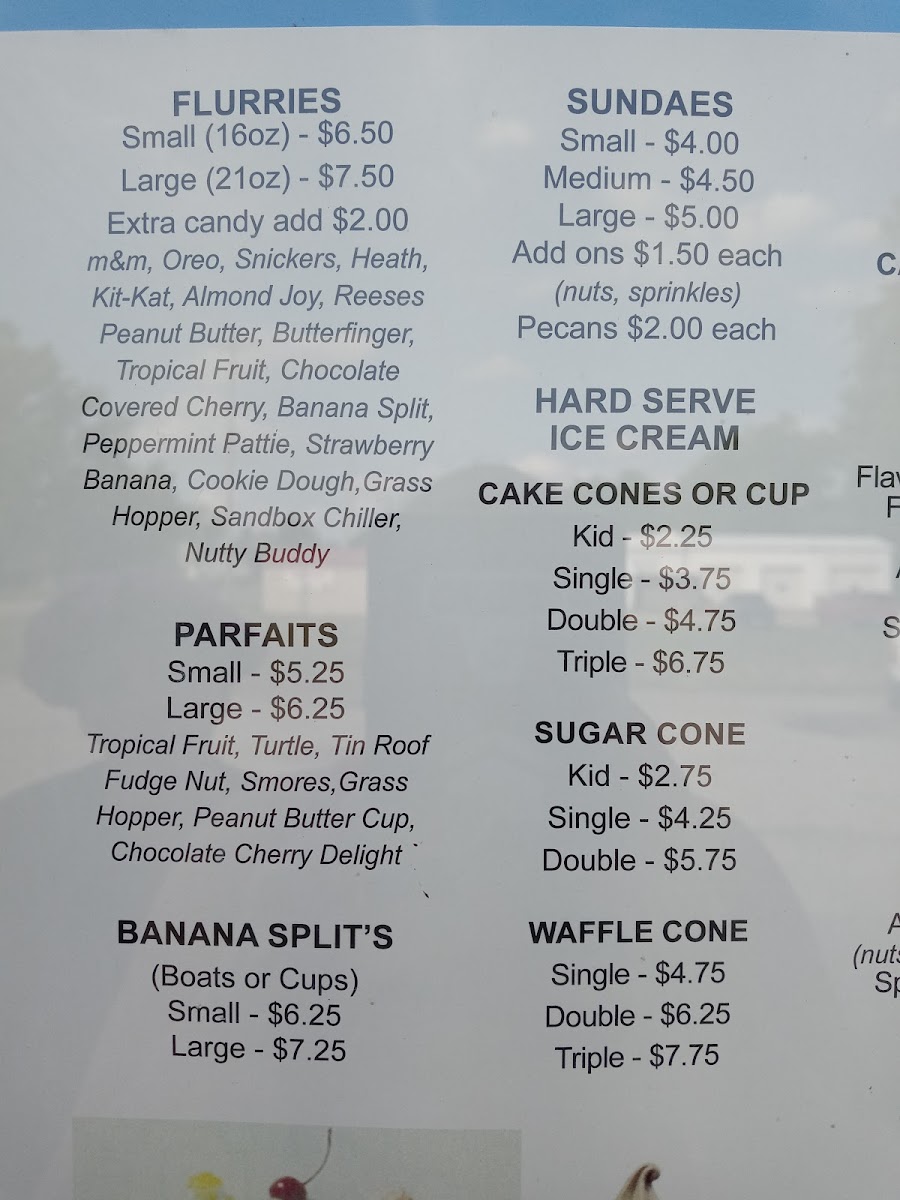 FLURRIES
Small (16oz) - $6.50
Large (21oz) - $7.50
Extra candy add $2.00
m&m, Oreo, Snickers, Heath,
Kit-Kat, Almond Joy, Reeses
Peanut Butter, Butterfinger,
Tropical Fruit, Chocolate
Covered Cherry, Banana Split,
Peppermint Pattie, Strawberry
Banana, Cookie Dough,Grass
Hopper, Sandbox Chiller,
Nutty Buddy
PARFAITS
Small - $5.25
Large - $6.25
Tropical Fruit, Turtle, Tin Roof
Fudge Nut, Smores,Grass
Hopper, Peanut Butter Cup,
Chocolate Cherry Delight
BANANA SPLIT'S
(Boats or Cups)
Small - $6.25
Large - $7.25
SUNDAES
Small - $4.00
Medium - $4.50
Large - $5.00
Add ons $1.50 each
(nuts, sprinkles)
Pecans $2.00 each
HARD SERVE
ICE CREAM
CAKE CONES OR CUP
Kid - $2.25
Single - $3.75
Double - $4.75
Triple - $6.75
SUGAR CONE
Kid - $2.75
Single - $4.25
Double - $5.75
WAFFLE CONE
Single - $4.75
Double - $6.25
Triple - $7.75